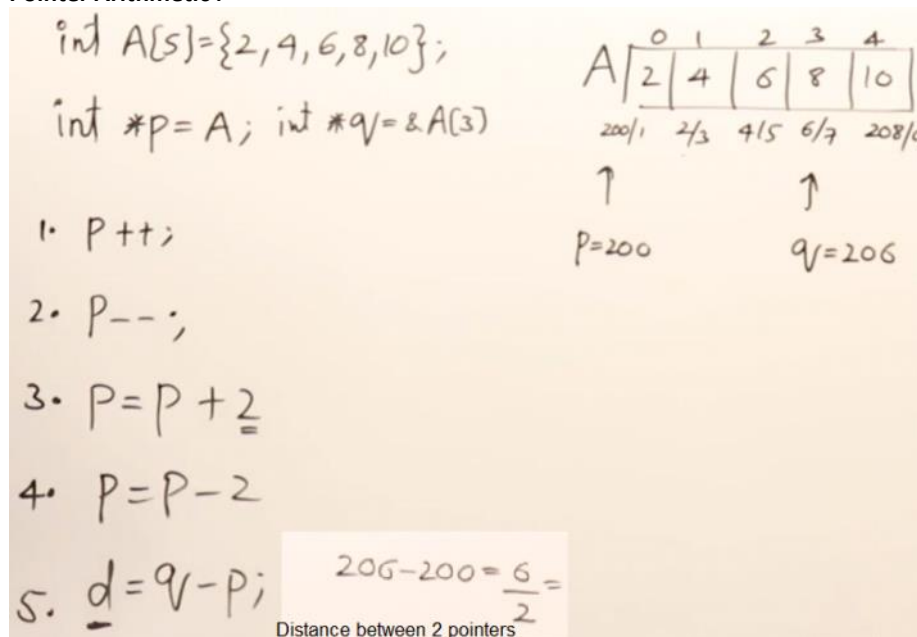 int A[5]={2,4,6,8,10};
int *p= A; int *q= &A[3]
1. P++;
2. P--;
3. P=P+2
4. P=P-2
5. d=q-p;
206-200=6/2=
Distance between 2 pointers
0 1 2 3 4
A 2 4 6 8 10
200/1 2/3 4/5 6/7 208/
↑ ↑
P=200 q=206